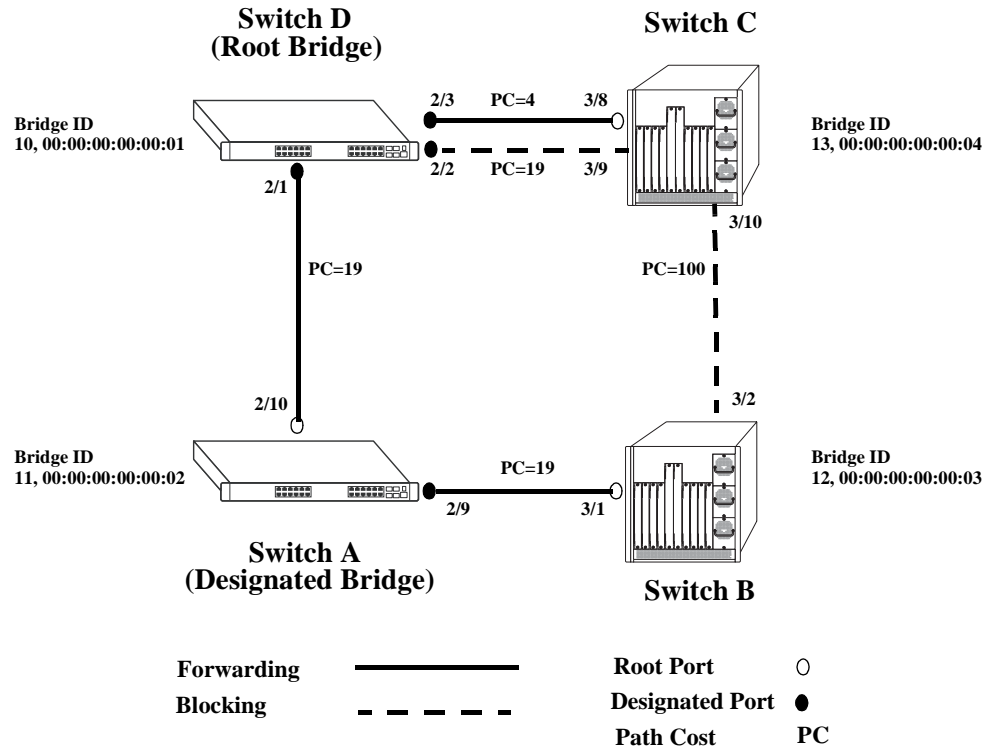 Switch D
(Root Bridge)
Switch C
Bridge ID
10, 00:00:00:00:00:01
2/3
PC=4
3/8
2/2
PC=19
3/9
Bridge ID
13, 00:00:00:00:00:04
2/1
3/10
PC=19
PC=100
2/10
3/2
Bridge ID
11, 00:00:00:00:00:02
PC=19
2/9
3/1
Bridge ID
12, 00:00:00:00:00:03
Switch A
(Designated Bridge)
Switch B
Forwarding
Root Port
Blocking
Designated Port
Path Cost
PC